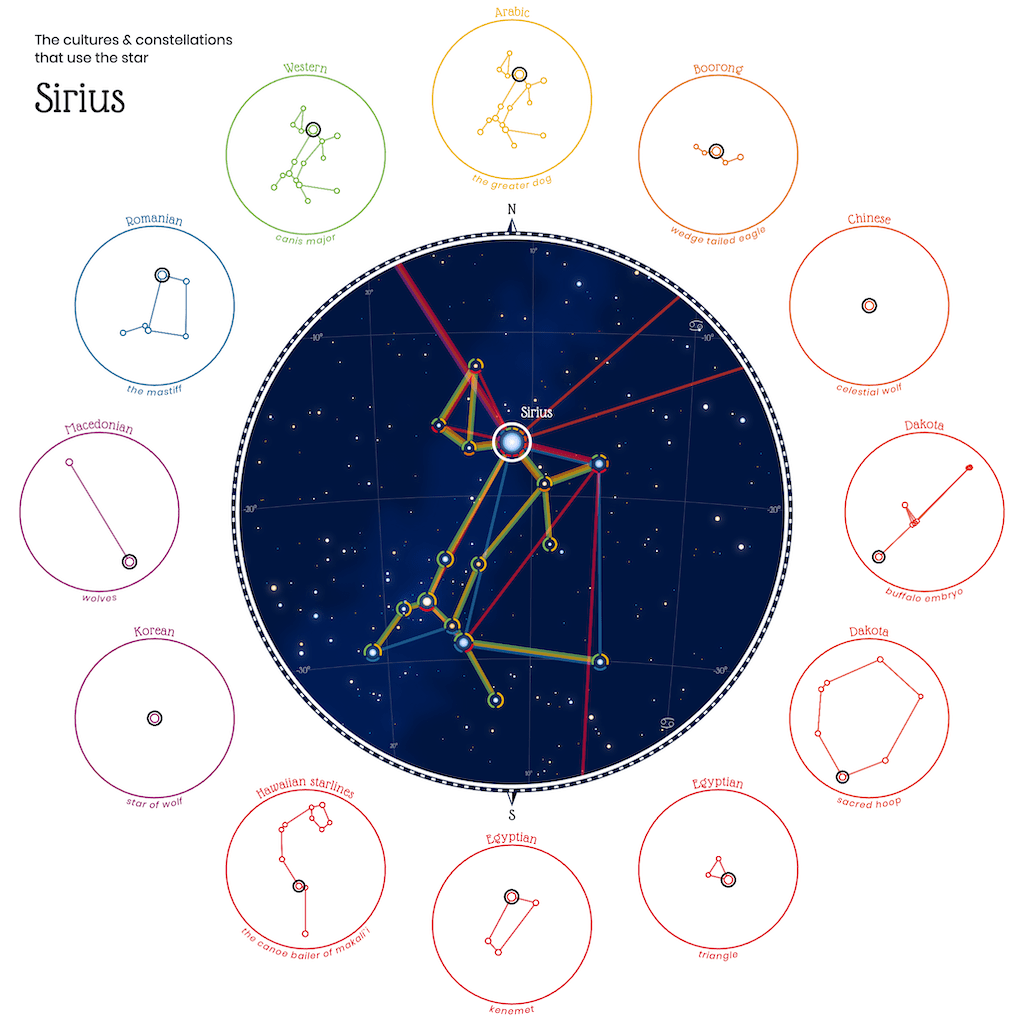 The cultures & constellations
that use the star
Sirius
Arabic
the greater dog
Western
canis major
Boorong
wedge tailed eagle
Romanian
the mastiff
Chinese
celestial wolf
Macedonian
wolves
Dakota
buffalo embryo
Korean
star of wolf
Dakota
sacred hoop
Hawaiian starlines
the canoe bailer of makali'i
Egyptian
kenemet
Egyptian
triangle
N
10°
20°
-10°
-10°
Sirius
-20°
-20°
-30°
-30°
20°
10°
S